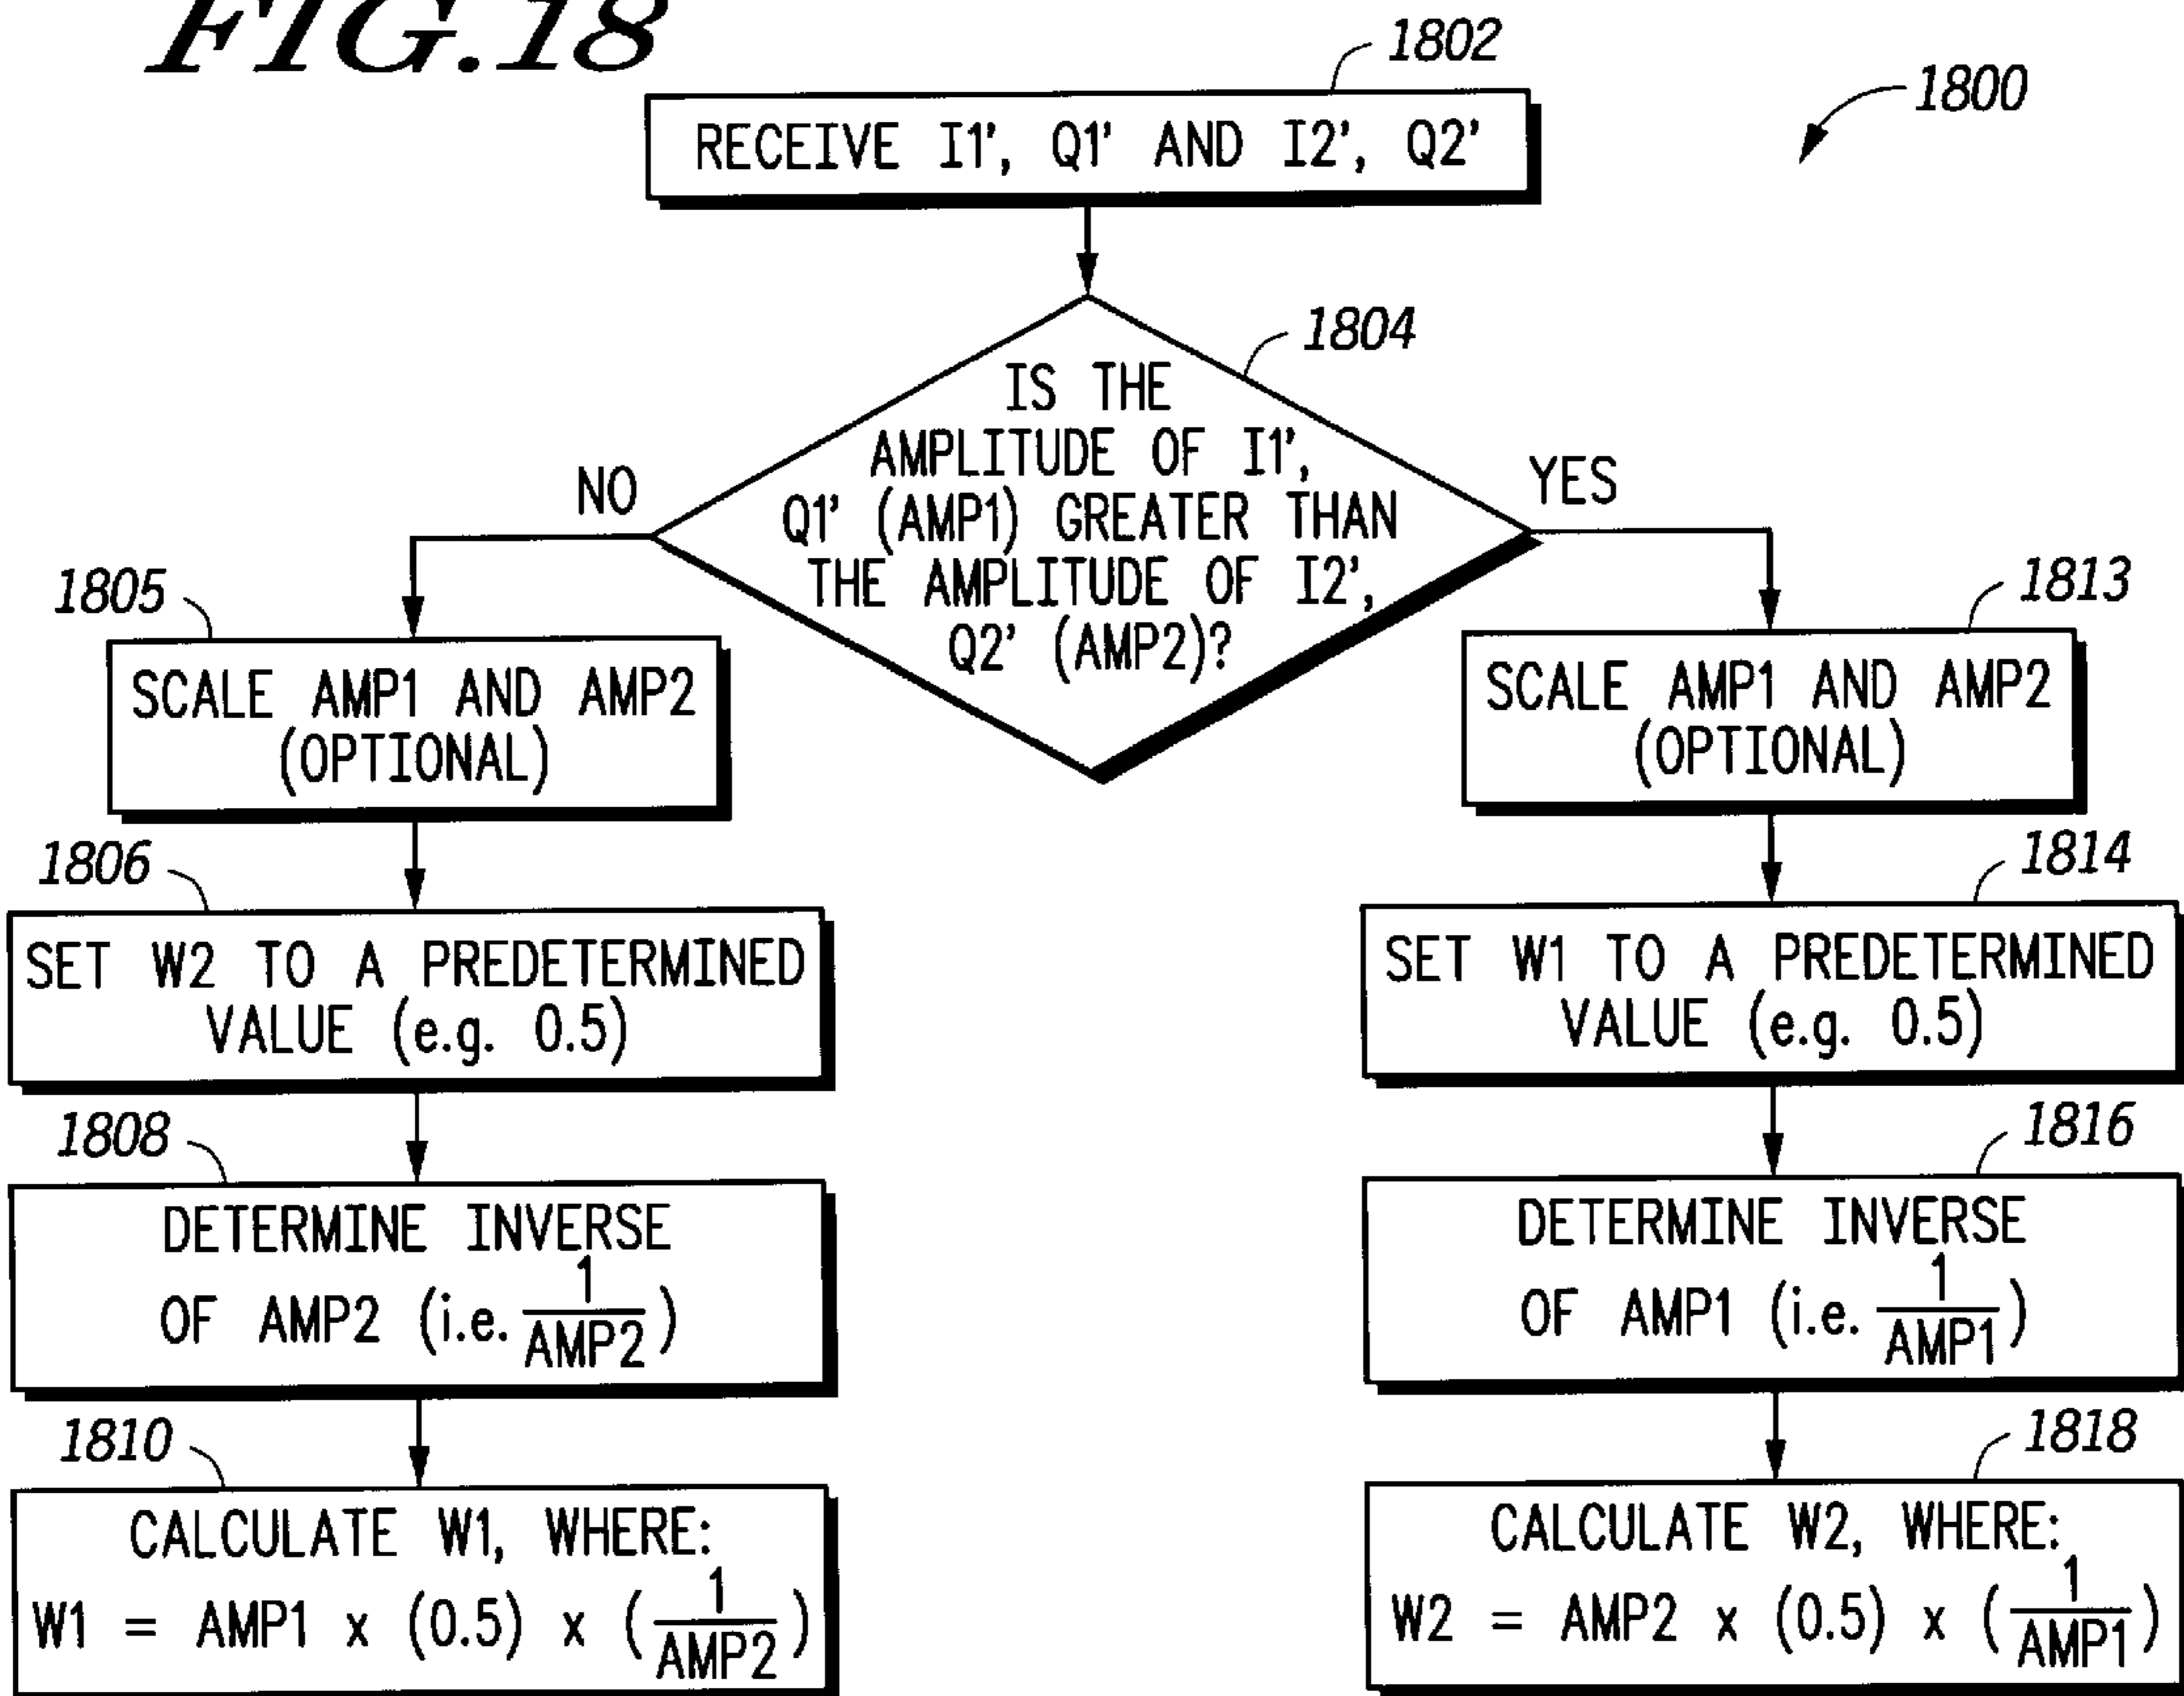 FIG.18
1802
1800
RECEIVE I1', Q1' AND I2', Q2'
1804
IS THE
AMPLITUDE OF I1',
Q1' (AMP1) GREATER THAN
THE AMPLITUDE OF I2',
Q2' (AMP2)?
NO
YES
1805
SCALE AMP1 AND AMP2
(OPTIONAL)
1806
SET W2 TO A PREDETERMINED
VALUE (e.g. 0.5)
1808
DETERMINE INVERSE
OF AMP2 (i.e. 1/AMP2)
1810
CALCULATE W1, WHERE:
W1 = AMP1 x (0.5) x (1/AMP2)
1813
SCALE AMP1 AND AMP2
(OPTIONAL)
1814
SET W1 TO A PREDETERMINED
VALUE (e.g. 0.5)
1816
DETERMINE INVERSE
OF AMP1 (i.e. 1/AMP1)
1818
CALCULATE W2, WHERE:
W2 = AMP2 x (0.5) x (1/AMP1)